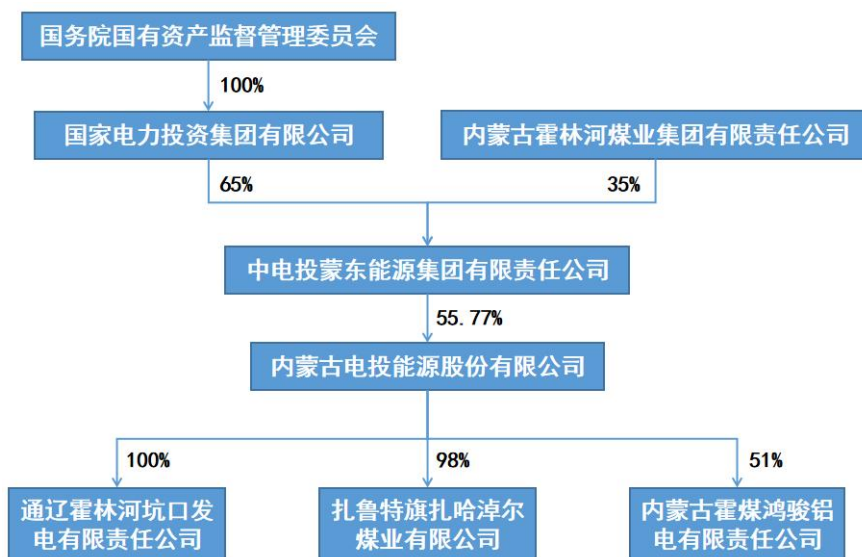 国务院国有资产监督管理委员会
100%
国家电力投资集团有限公司
内蒙古霍林河煤业集团有限责任公司
65%
35%
中电投蒙东能源集团有限责任公司
55.77%
内蒙古电投能源股份有限公司
100%
98%
51%
通辽霍林河坑口发
电有限责任公司
扎鲁特旗扎哈淖尔
煤业有限公司
内蒙古霍煤鸿骏铝
电有限责任公司